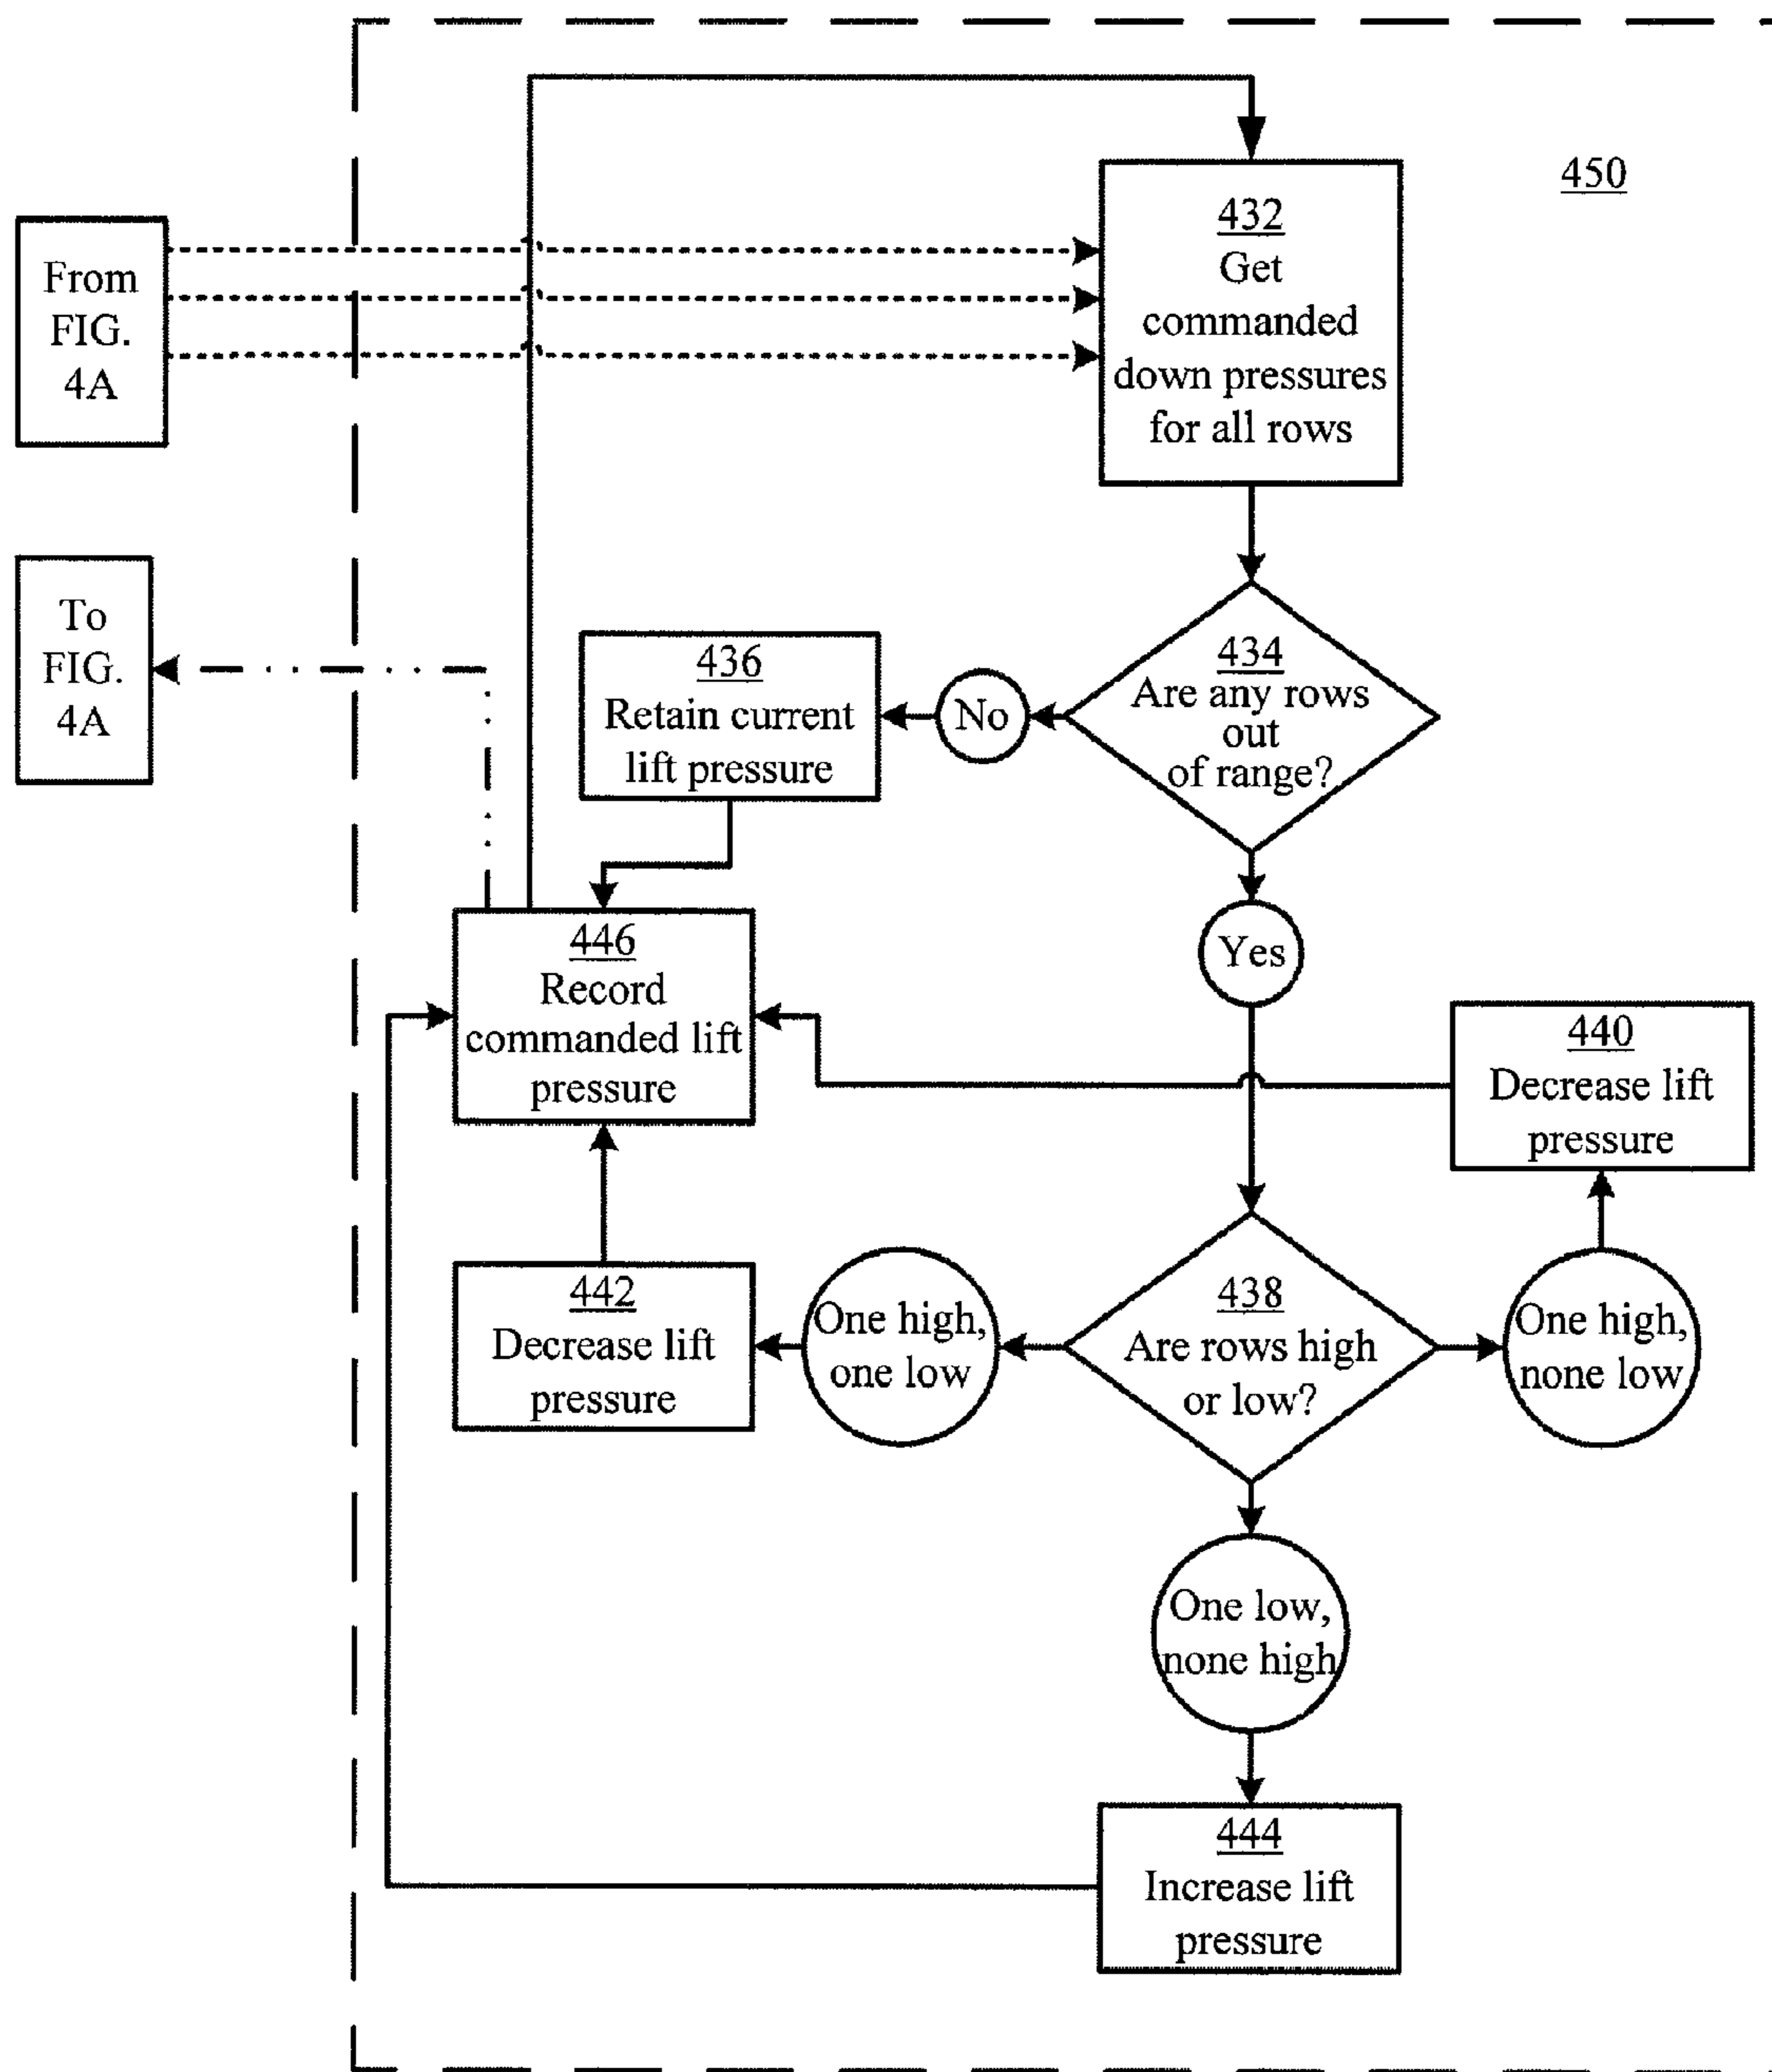 450
432
Get
commanded
down pressures
for all rows
From
FIG.
4A
To
FIG.
4A
434
Are any rows
out
of range?
No
436
Retain current
lift pressure
Yes
446
Record
commanded lift
pressure
440
Decrease lift
pressure
438
Are rows high
or low?
One high,
one low
442
Decrease lift
pressure
One high,
none low
One low,
none high
444
Increase lift
pressure